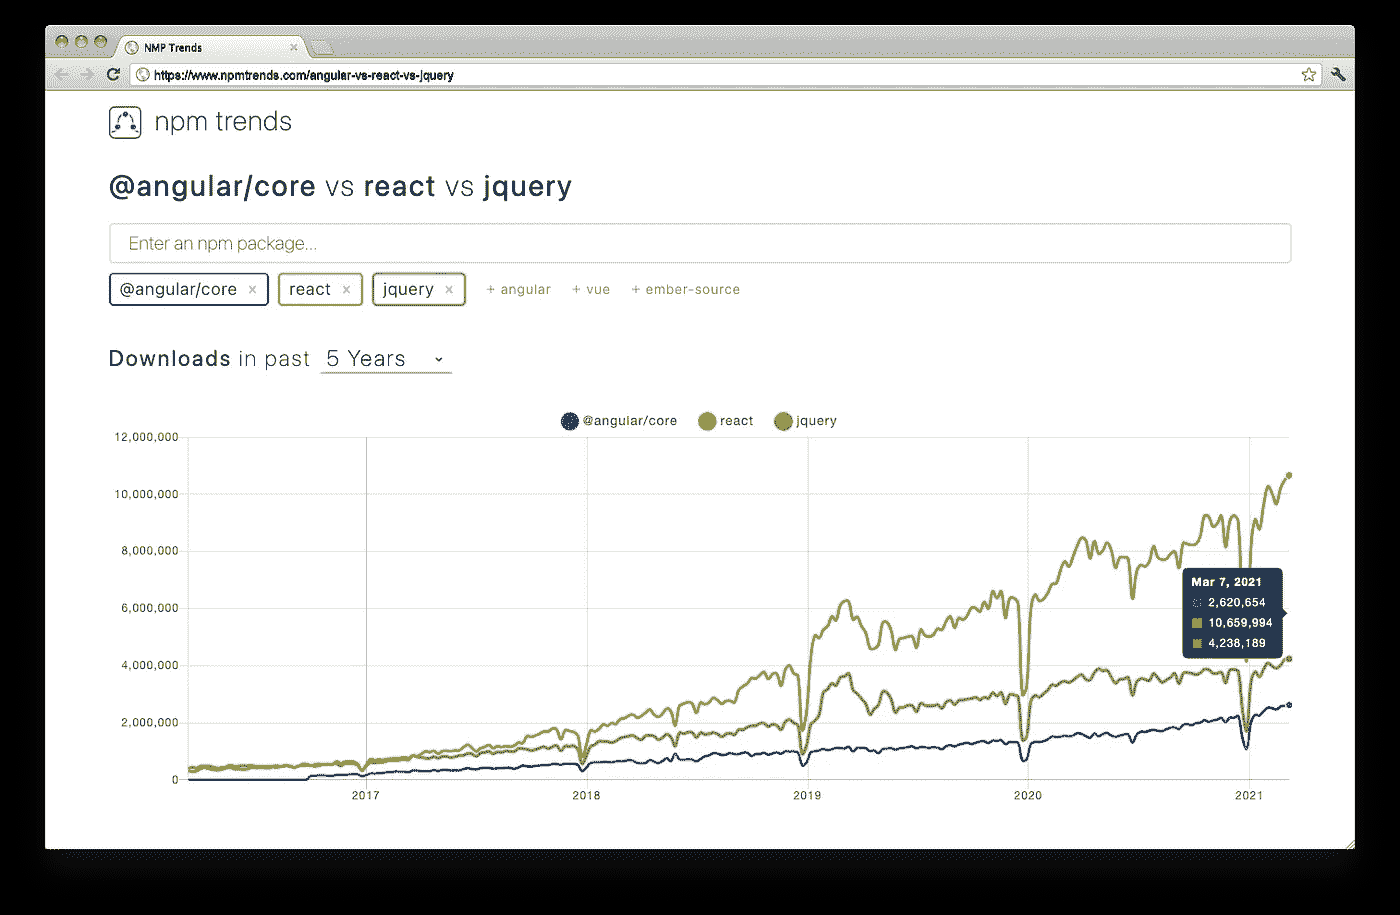 NMP Trends
https://www.npmtrends.com/angular-vs-react-vs-jquery
npm trends
@angular/core vs react vs jquery
Enter an npm package...
@angular/core × react × jquery × + angular + vue + ember-source
Downloads in past 5 Years
@angular/core react jquery
12,000,000
10,000,000
8,000,000
6,000,000
4,000,000
2,000,000
0
Mar 7, 2021
2,620,654
10,659,994
4,238,189
2017 2018 2019 2020 2021